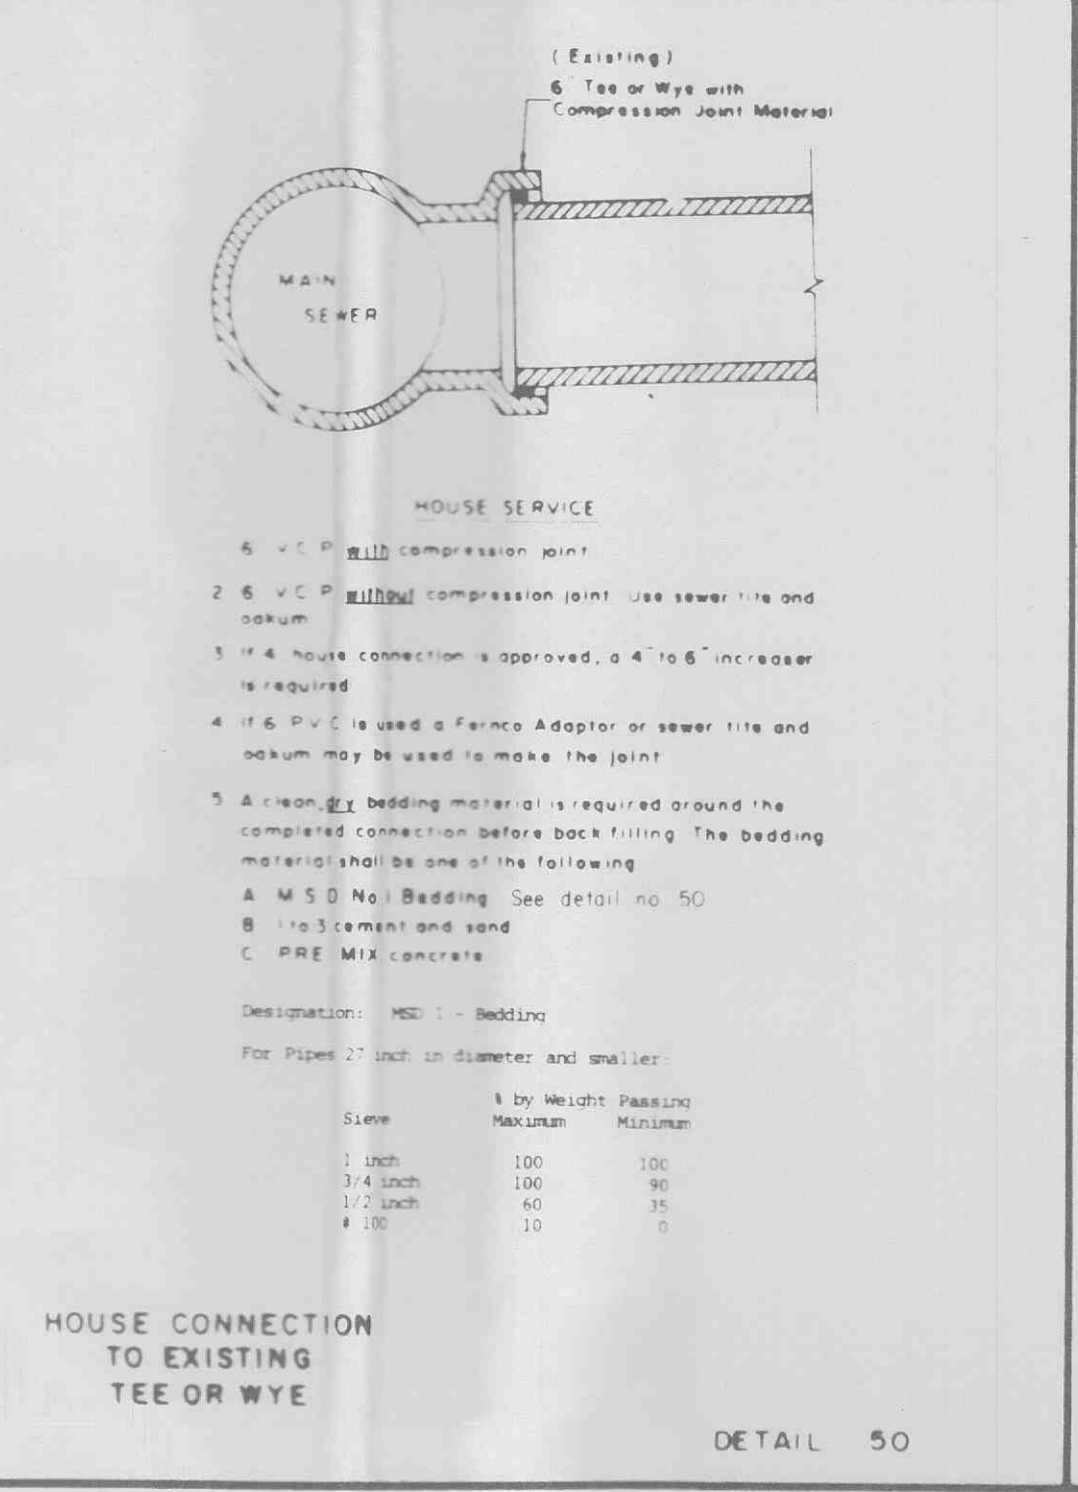 ( Existing )
6" Tee or Wye with
Compression Joint Material
MAIN
SEWER
HOUSE SERVICE
6 V C P with compression joint
2 6 V C P without compression joint Use sewer tite and
oakum
3 If 4 house connection is approved, a 4" to 6" increaser
is required
4 If 6 P V C is used a Fernco Adaptor or sewer tite and
oakum may be used to make the joint
5 A clean, dry bedding material is required around the
completed connection before back filling The bedding
material shall be one of the following
A M S D No 1 Bedding See detail no 50
B 1 to 3 cement and sand
C PRE MIX concrete
Designation: MSD 1 - Bedding
For Pipes 27 inch in diameter and smaller:
% by Weight Passing
Sieve Maximum Minimum
1 inch 100 100
3/4 inch 100 90
1/2 inch 60 35
# 100 10 0
HOUSE CONNECTION
TO EXISTING
TEE OR WYE
DETAIL 50